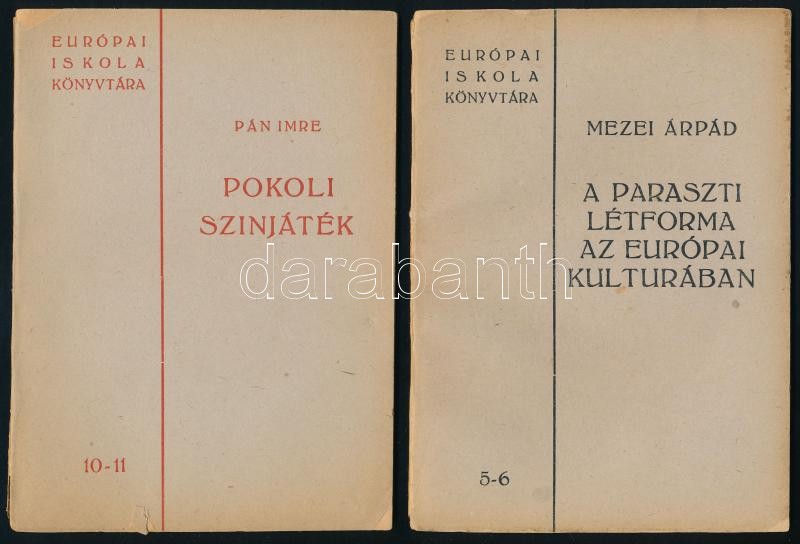 EURÓPAI
ISKOLA
KÖNYVTÁRA
PÁN IMRE
POKOLI
SZINJÁTÉK
10-11
EURÓPAI
ISKOLA
KÖNYVTÁRA
MEZEI ÁRPÁD
A PARASZTI
LÉTFORMA
AZ EURÓPAI
KULTURÁBAN
5-6
darabanth